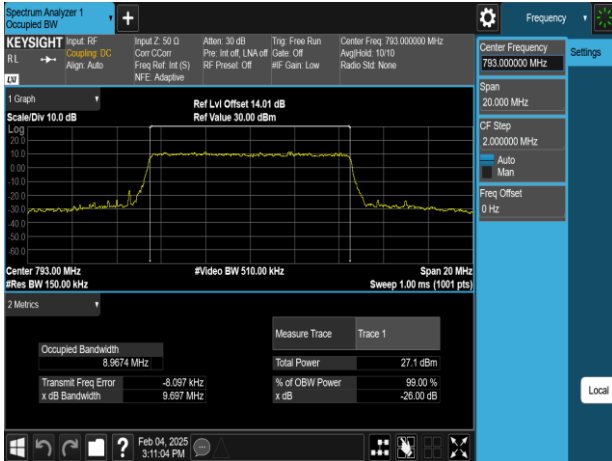 Spectrum Analyzer 1
Occupied BW
Frequency
KEYSIGHT
Input: RF
Coupling: DC
Align: Auto
Input Z: 50 Ω
Corr CCorr
Freq Ref: Int (S)
NFE: Adaptive
Atten: 30 dB
Pre: Int off, LNA off
RF Preset: Off
Trig: Free Run
Gate: Off
#IF Gain: Low
Center Freq: 793.000000 MHz
Avg|Hold: 10/10
Radio Std: None
RL
LXI
Center Frequency
793.000000 MHz
Settings
Span
20.000 MHz
CF Step
2.000000 MHz
Auto
Man
Freq Offset
0 Hz
1 Graph
Scale/Div 10.0 dB
Ref Lvl Offset 14.01 dB
Ref Value 30.00 dBm
Log
20.0
10.0
0.00
-10.0
-20.0
-30.0
-40.0
-50.0
-60.0
Center 793.00 MHz
#Video BW 510.00 kHz
Span 20 MHz
#Res BW 150.00 kHz
Sweep 1.00 ms (1001 pts)
2 Metrics
Measure Trace Trace 1
Occupied Bandwidth
8.9674 MHz
Total Power 27.1 dBm
Transmit Freq Error -8.097 kHz
% of OBW Power 99.00 %
x dB Bandwidth 9.697 MHz
x dB -26.00 dB
Local
?
Feb 04, 2025
3:11:04 PM